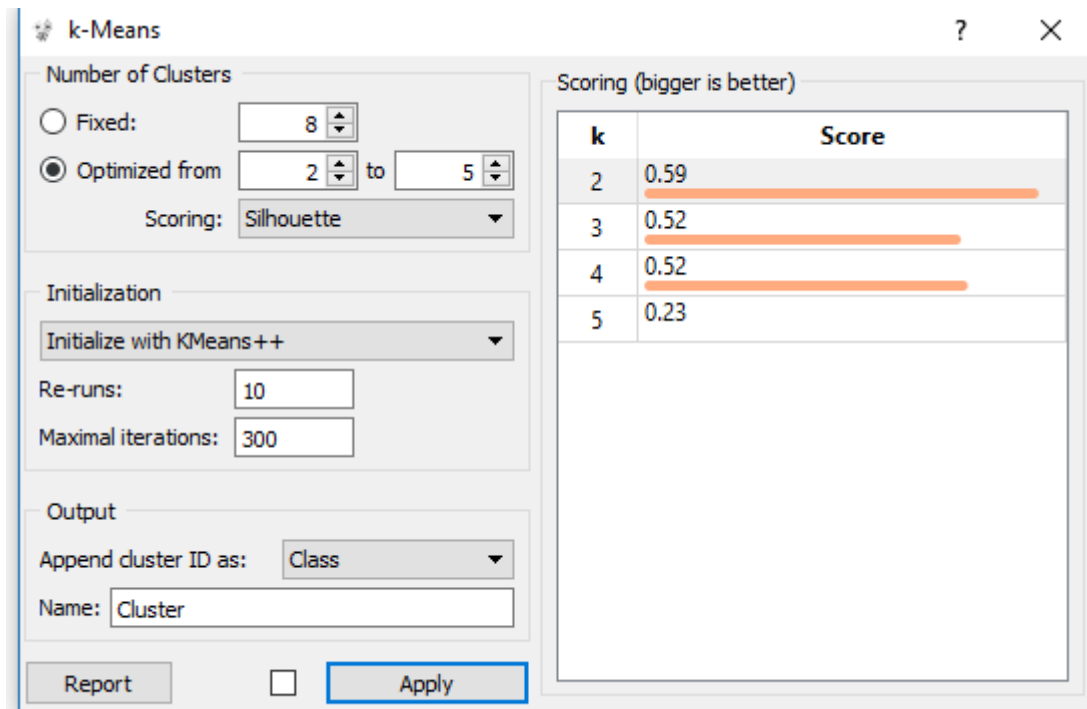 k-Means ?
Number of Clusters
Fixed: 8
Optimized from 2 to 5
Scoring: Silhouette
Initialization
Initialize with KMeans++
Re-runs: 10
Maximal iterations: 300
Output
Append cluster ID as: Class
Name: Cluster
Report Apply
Scoring (bigger is better)
k Score
2 0.59
3 0.52
4 0.52
5 0.23